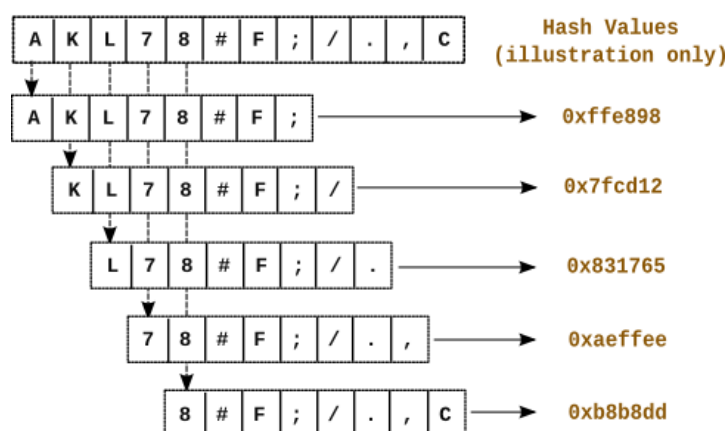 A K L 7 8 # F ; / . , C
Hash Values
(illustration only)
A K L 7 8 # F ;
0xffe898
K L 7 8 # F ; /
0x7fcd12
L 7 8 # F ; / .
0x831765
7 8 # F ; / . ,
0xaeffee
8 # F ; / . , C
0xb8b8dd